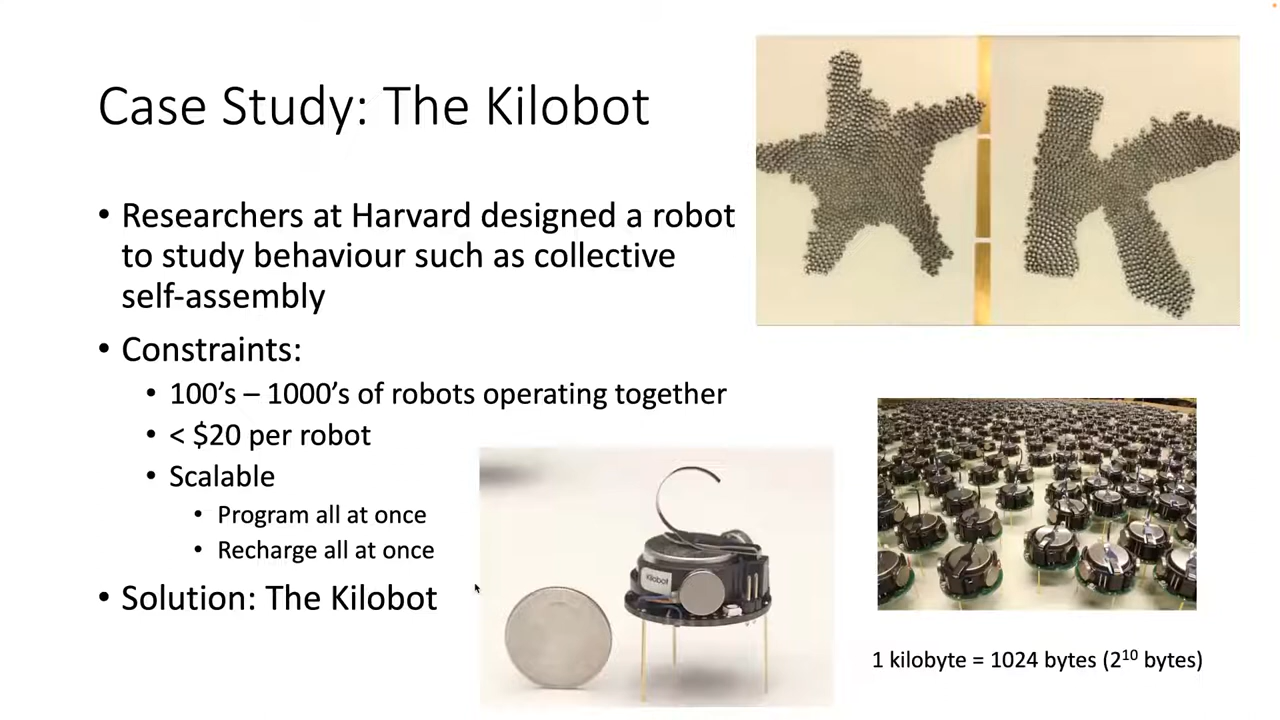 Case Study: The Kilobot
• Researchers at Harvard designed a robot
to study behaviour such as collective
self-assembly
• Constraints:
• 100’s – 1000’s of robots operating together
• < $20 per robot
• Scalable
• Program all at once
• Recharge all at once
• Solution: The Kilobot
kilobot
1 kilobyte = 1024 bytes (2¹⁰ bytes)